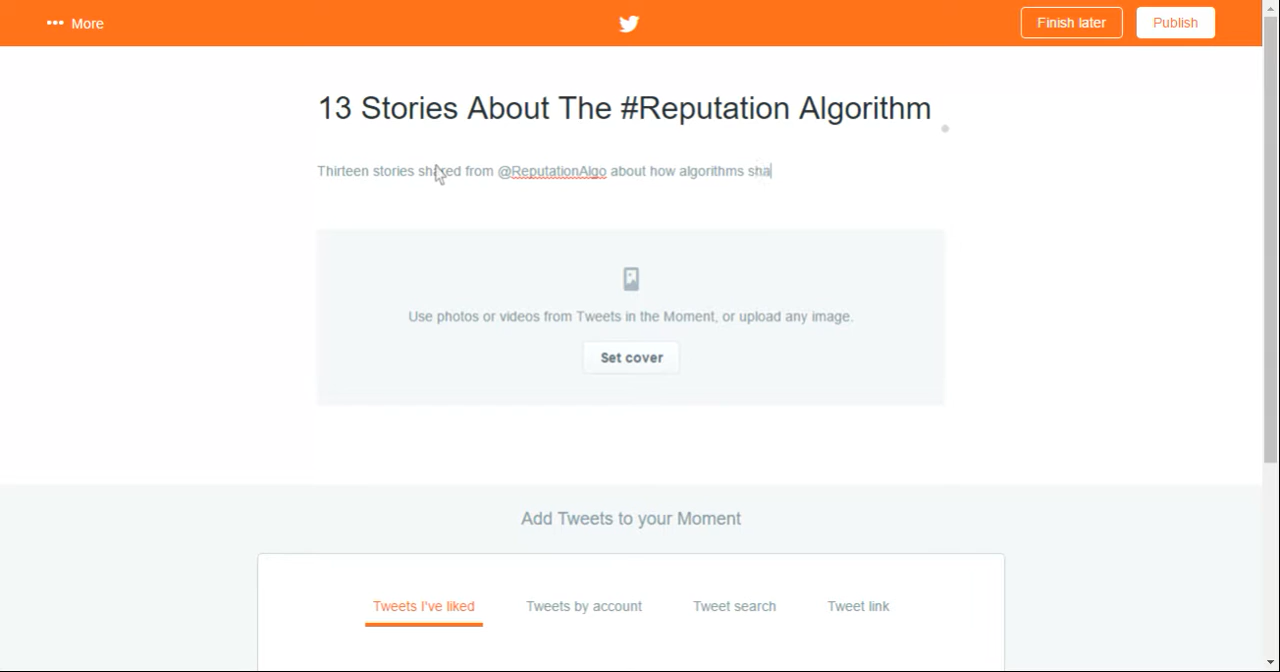 More
Finish later
Publish
13 Stories About The #Reputation Algorithm
Thirteen stories shared from @ReputationAlgo about how algorithms sha
Use photos or videos from Tweets in the Moment, or upload any image.
Set cover
Add Tweets to your Moment
Tweets I've liked
Tweets by account
Tweet search
Tweet link